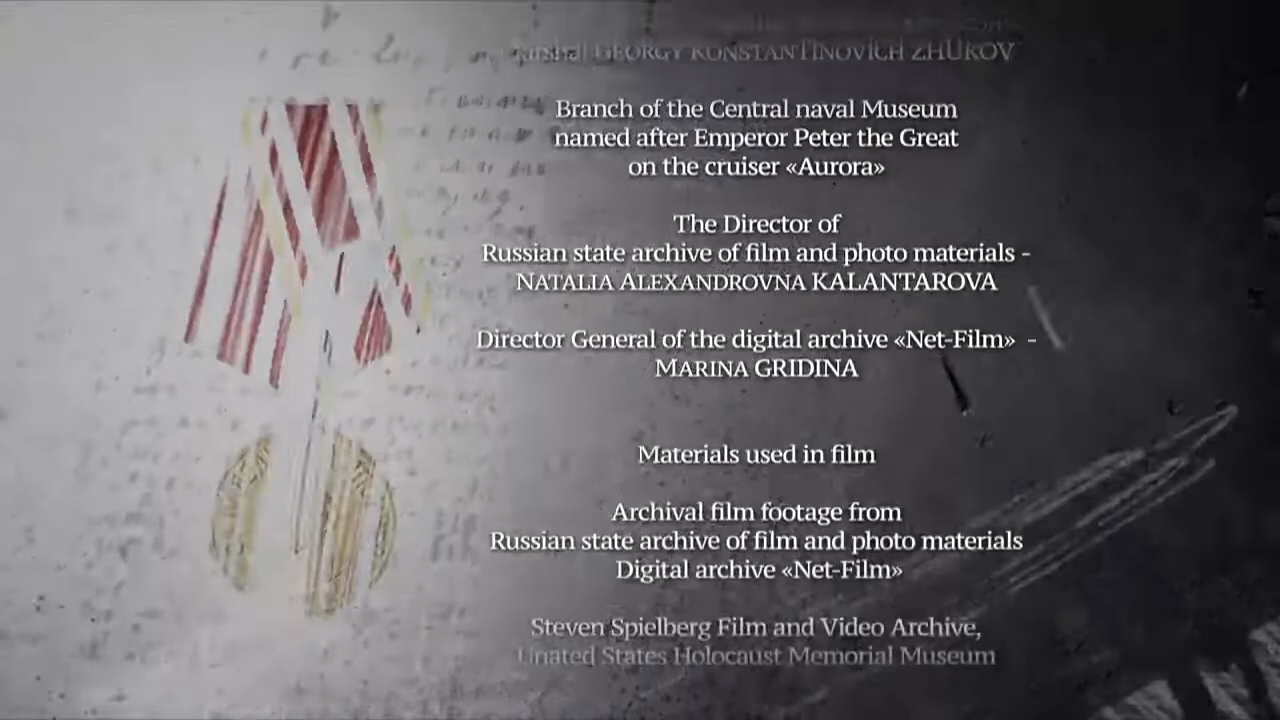 GEORGY KONSTANTINOVICH ZHUKOV
Branch of the Central naval Museum
named after Emperor Peter the Great
on the cruiser «Aurora»
The Director of
Russian state archive of film and photo materials -
NATALIA ALEXANDROVNA KALANTAROVA
Director General of the digital archive «Net-Film» -
MARINA GRIDINA
Materials used in film
Archival film footage from
Russian state archive of film and photo materials
Digital archive «Net-Film»
Steven Spielberg Film and Video Archive,
Unated States Holocaust Memorial Museum